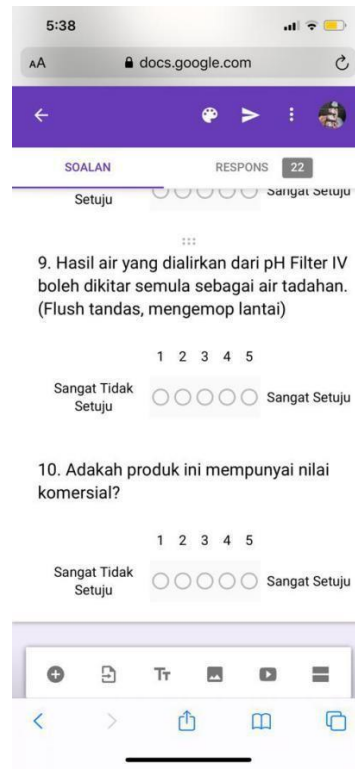 5:38
AA docs.google.com
SOALAN RESPONS 22
Setuju Sangat Setuju
9. Hasil air yang dialirkan dari pH Filter IV
boleh dikitar semula sebagai air tadahan.
(Flush tandas, mengemop lantai)
1 2 3 4 5
Sangat Tidak
Setuju
Sangat Setuju
10. Adakah produk ini mempunyai nilai
komersial?
1 2 3 4 5
Sangat Tidak
Setuju
Sangat Setuju
Tт